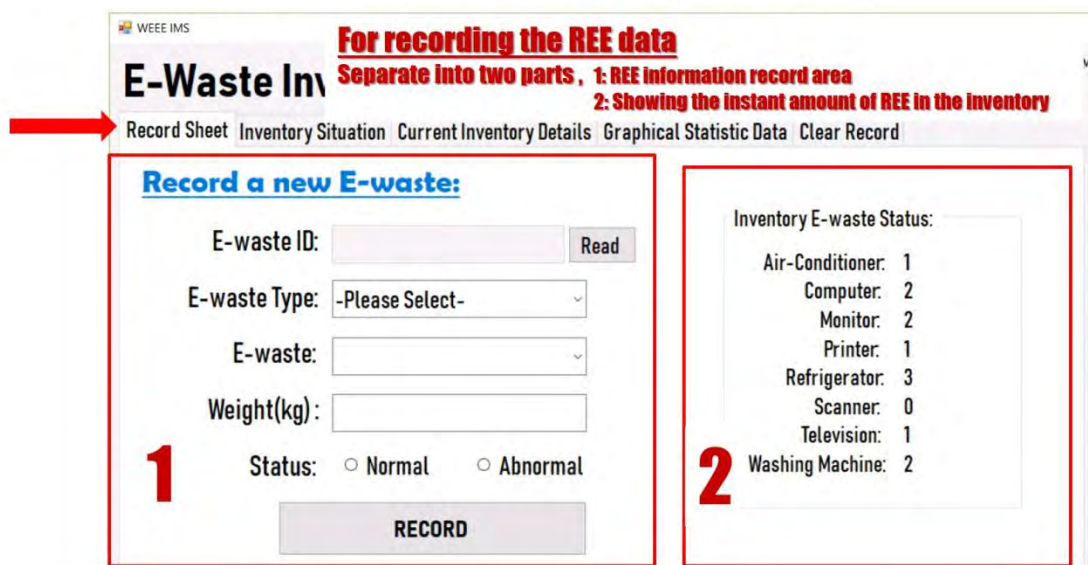 WEEE IMS
For recording the REE data
E-Waste Inv
Separate into two parts , 1: REE information record area
2: Showing the instant amount of REE in the inventory
Record Sheet Inventory Situation Current Inventory Details Graphical Statistic Data Clear Record
Record a new E-waste:
E-waste ID:
Read
E-waste Type: -Please Select-
E-waste:
Weight(kg) :
Status: Normal Abnormal
1
RECORD
Inventory E-waste Status:
Air-Conditioner: 1
Computer: 2
Monitor: 2
Printer: 1
Refrigerator: 3
Scanner: 0
Television: 1
Washing Machine: 2
2